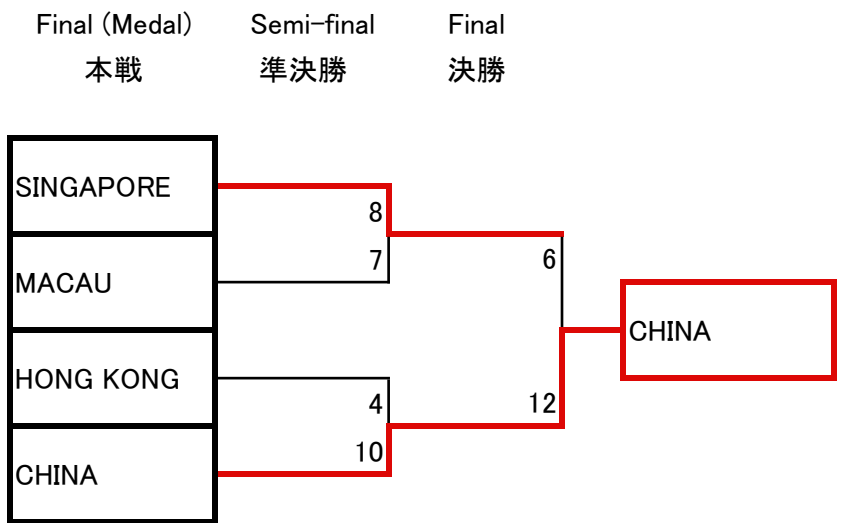 Final (Medal) Semi-final Final
本戦 準決勝 決勝
SINGAPORE
8
7
6
MACAU
CHINA
HONG KONG
4
12
10
CHINA